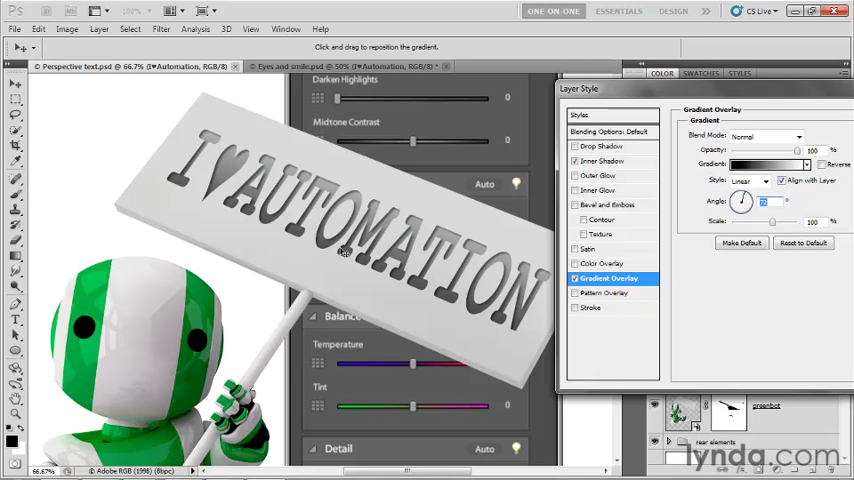 Ps
100%
ONE-ON-ONE
ESSENTIALS
DESIGN
CS Live
File Edit Image Layer Select Filter Analysis 3D View Window Help
Click and drag to reposition the gradient.
Perspective text.psd @ 66.7% (I♥Automation, RGB/8)
Eyes and smile.psd @ 50% (I♥Automation, RGB/8) *
COLOR SWATCHES STYLES
Darken Highlights
0
Midtone Contrast
0
Auto
I♥AUTOMATION
Balance
Temperature
Tint
0
Detail
Auto
Layer Style
Styles
Blending Options: Default
Drop Shadow
Inner Shadow
Outer Glow
Inner Glow
Bevel and Emboss
Contour
Texture
Satin
Color Overlay
Gradient Overlay
Pattern Overlay
Stroke
Gradient Overlay
Gradient
Blend Mode: Normal
Opacity: 100 %
Gradient: Reverse
Style: Linear Align with Layer
Angle: 72 °
Scale: 100 %
Make Default Reset to Default
greenbot
rear elements
66.67% Adobe RGB (1998) (8bpc)
lynda.com